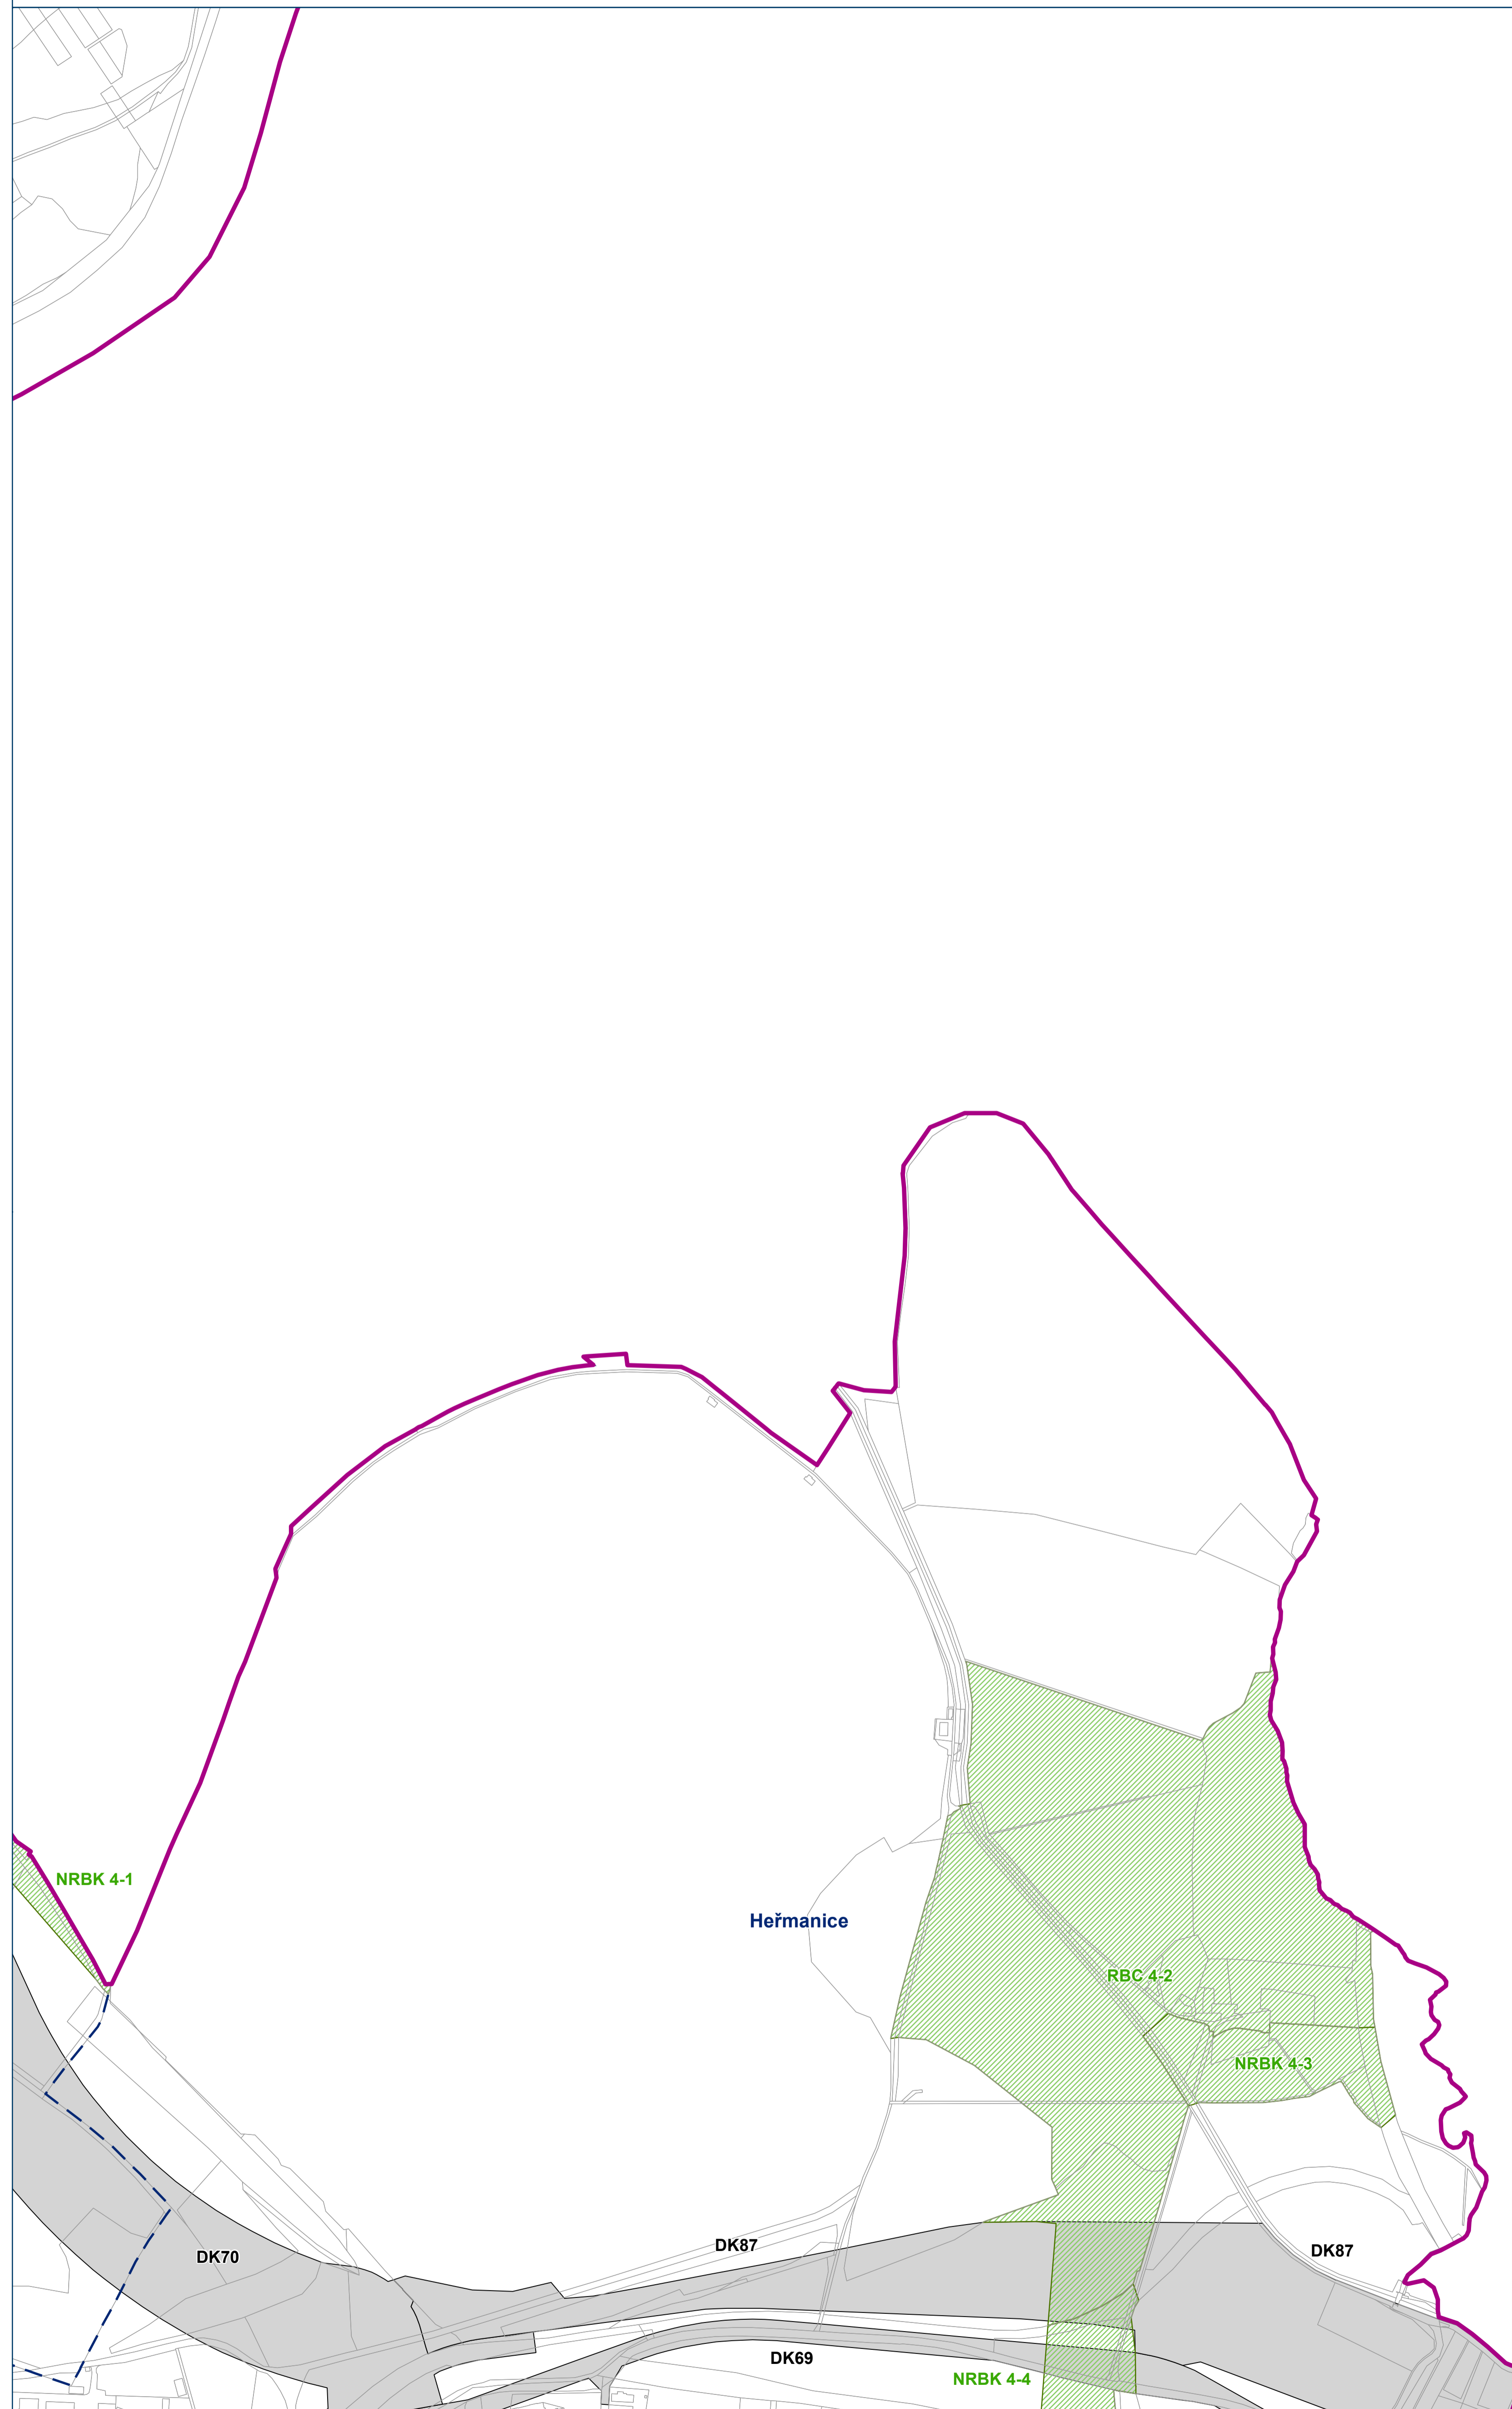 NRBK 4-1
Heřmanice
RBC 4-2
NRBK 4-3
DK87
DK87
DK70
DK69
NRBK 4-4